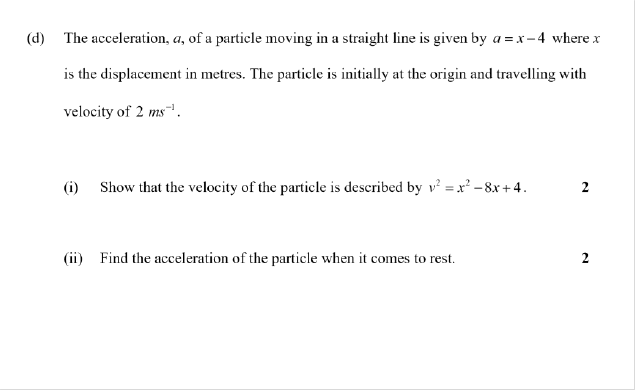 (d) The acceleration, a, of a particle moving in a straight line is given by a = x − 4 where x
is the displacement in metres. The particle is initially at the origin and travelling with
velocity of 2 ms⁻¹.
(i) Show that the velocity of the particle is described by v² = x² − 8x + 4. 2
(ii) Find the acceleration of the particle when it comes to rest. 2